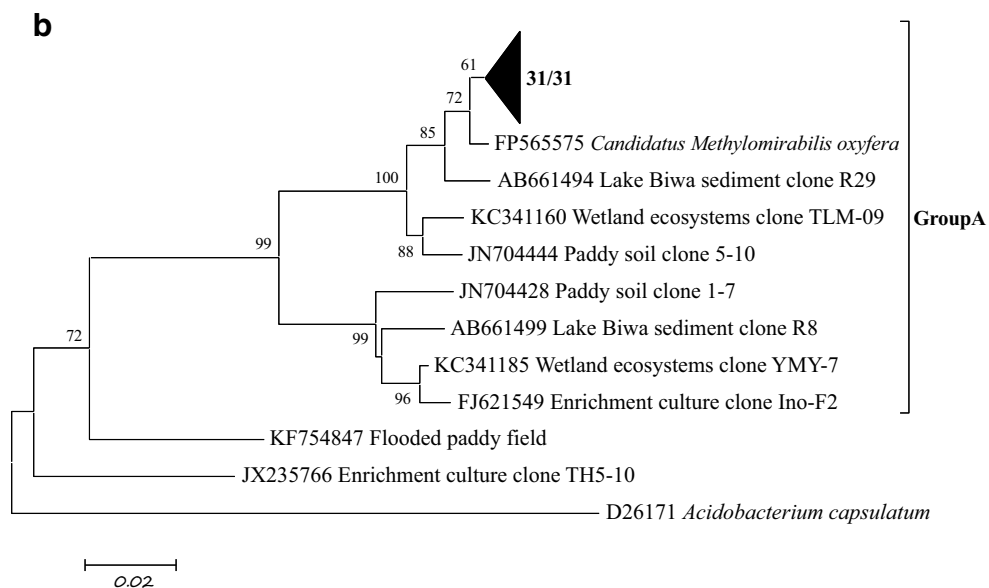 b
61
31/31
72
FP565575 Candidatus Methylomirabilis oxyfera
85
AB661494 Lake Biwa sediment clone R29
100
KC341160 Wetland ecosystems clone TLM-09
GroupA
88
JN704444 Paddy soil clone 5-10
99
JN704428 Paddy soil clone 1-7
AB661499 Lake Biwa sediment clone R8
99
72
KC341185 Wetland ecosystems clone YMY-7
96
FJ621549 Enrichment culture clone Ino-F2
KF754847 Flooded paddy field
JX235766 Enrichment culture clone TH5-10
D26171 Acidobacterium capsulatum
0.02